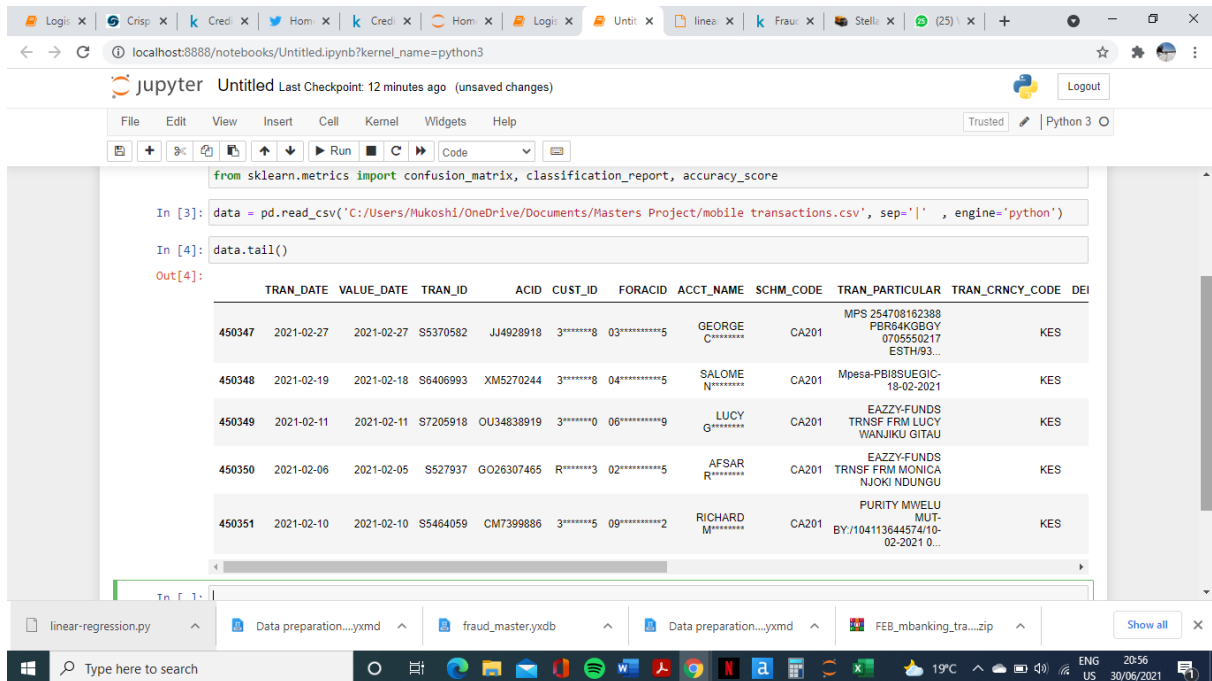 Logis Crisp Credi Home Credi Home Logis Untit linear Fraud Stella (25)
localhost:8888/notebooks/Untitled.ipynb?kernel_name=python3
jupyter Untitled Last Checkpoint: 12 minutes ago (unsaved changes) Logout
File Edit View Insert Cell Kernel Widgets Help Trusted Python 3
Run Code
from sklearn.metrics import confusion_matrix, classification_report, accuracy_score
In [3]: data = pd.read_csv('C:/Users/Mukoshi/OneDrive/Documents/Masters Project/mobile transactions.csv', sep='|' , engine='python')
In [4]: data.tail()
Out[4]:
TRAN_DATE VALUE_DATE TRAN_ID ACID CUST_ID FORACID ACCT_NAME SCHM_CODE TRAN_PARTICULAR TRAN_CRNCY_CODE DEI
450347 2021-02-27 2021-02-27 S5370582 JJ4928918 3*******8 03**********5 GEORGE C******** CA201 MPS 254708162388 PBR64KGBGY 0705550217 ESTH/93... KES
450348 2021-02-19 2021-02-18 S6406993 XM5270244 3*******8 04**********5 SALOME N******** CA201 Mpesa-PBI8SUEGIC-18-02-2021 KES
450349 2021-02-11 2021-02-11 S7205918 OU34838919 3*******0 06**********9 LUCY G******** CA201 EAZZY-FUNDS TRNSF FRM LUCY WANJIKU GITAU KES
450350 2021-02-06 2021-02-05 S527937 GO26307465 R*******3 02**********5 AFSAR R******** CA201 EAZZY-FUNDS TRNSF FRM MONICA NJOKI NDUNGU KES
450351 2021-02-10 2021-02-10 S5464059 CM7399886 3*******5 09**********2 RICHARD M******** CA201 PURITY MWELU MUT-BY:/104113644574/10-02-2021 0... KES
In [ ]:
linear-regression.py Data preparation....yxmd fraud_master.yxdb Data preparation....yxmd FEB_mbanking_tra....zip Show all
Type here to search 19°C ENG 20:56
US 30/06/2021